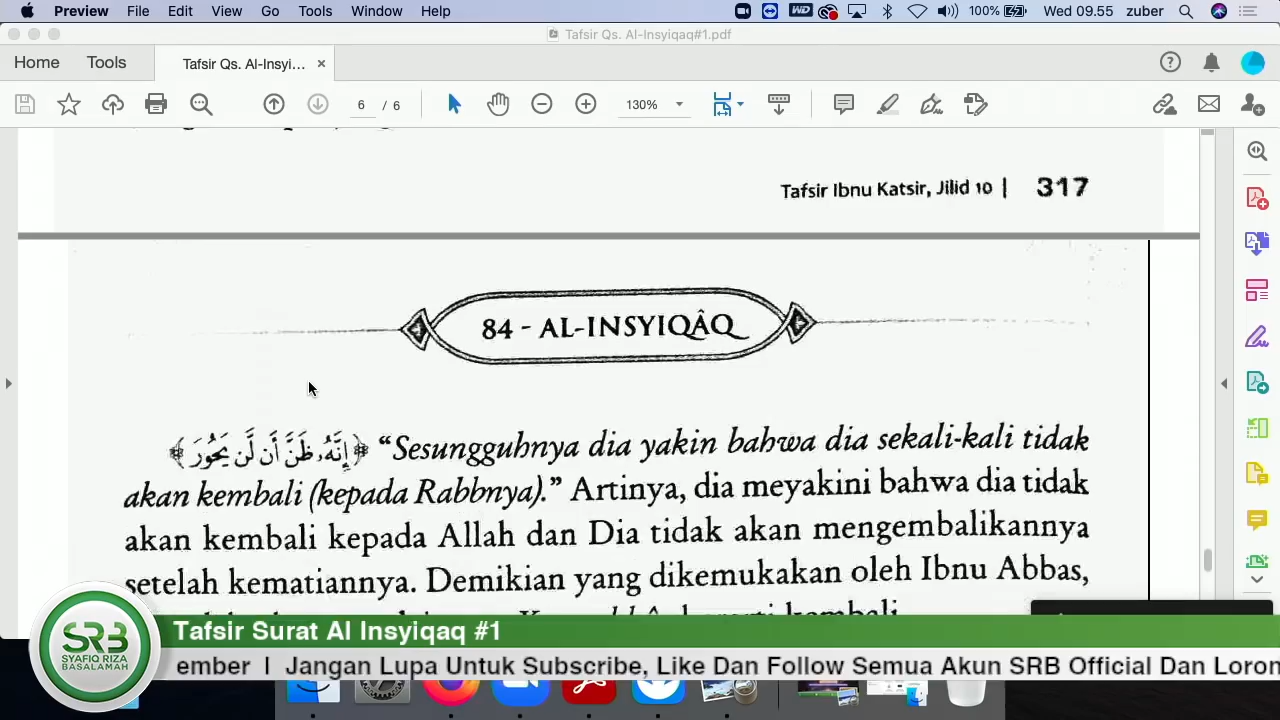 Preview File Edit View Go Tools Window Help 100% Wed 09.55 zuber
Tafsir Qs. Al-Insyiqaq#1.pdf
Home Tools Tafsir Qs. Al-Insyi... ×
6 / 6 130%
Tafsir Ibnu Katsir, Jilid 10 | 317
84 - AL-INSYIQÂQ
﴿إِنَّهُ ظَنَّ أَن لَّن يَحُورَ﴾ “Sesungguhnya dia yakin bahwa dia sekali-kali tidak
akan kembali (kepada Rabbnya).” Artinya, dia meyakini bahwa dia tidak
akan kembali kepada Allah dan Dia tidak akan mengembalikannya
setelah kematiannya. Demikian yang dikemukakan oleh Ibnu Abbas,
berarti kembali.
SRB
SYAFIQ RIZA
BASALAMAH
Tafsir Surat Al Insyiqaq #1
ember | Jangan Lupa Untuk Subscribe, Like Dan Follow Semua Akun SRB Official Dan Loron